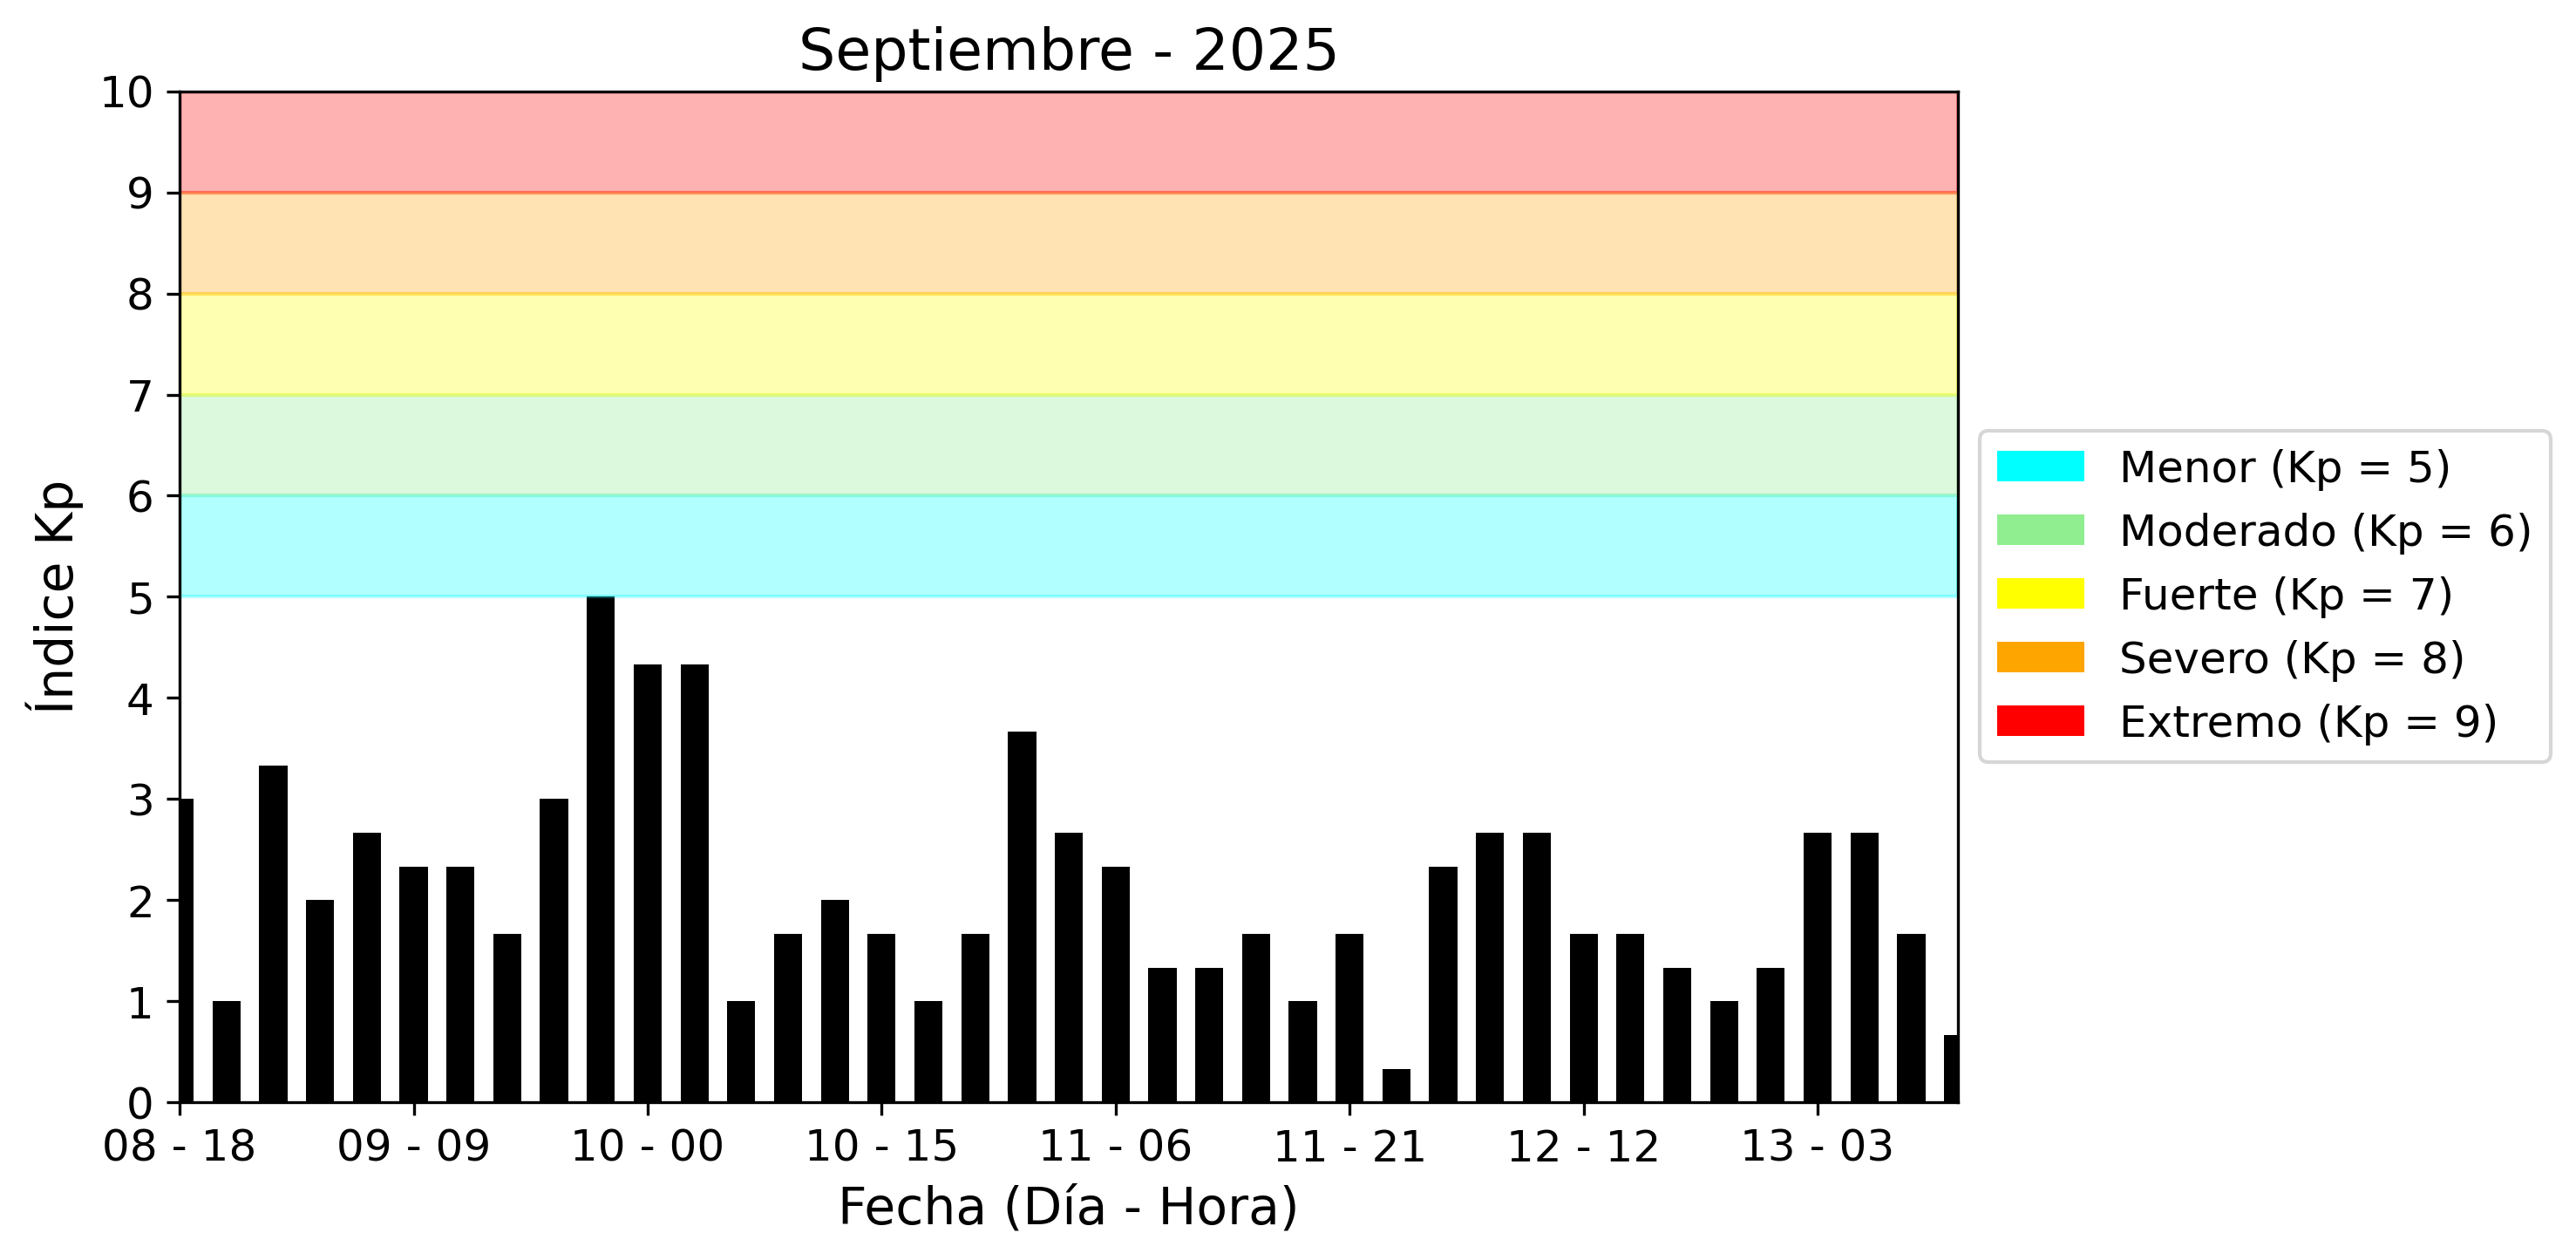 Septiembre - 2025
10
9
8
7
6
5
4
3
2
1
0
Índice Kp
08 - 18
09 - 09
10 - 00
10 - 15
11 - 06
11 - 21
12 - 12
13 - 03
Fecha (Día - Hora)
Menor (Kp = 5)
Moderado (Kp = 6)
Fuerte (Kp = 7)
Severo (Kp = 8)
Extremo (Kp = 9)